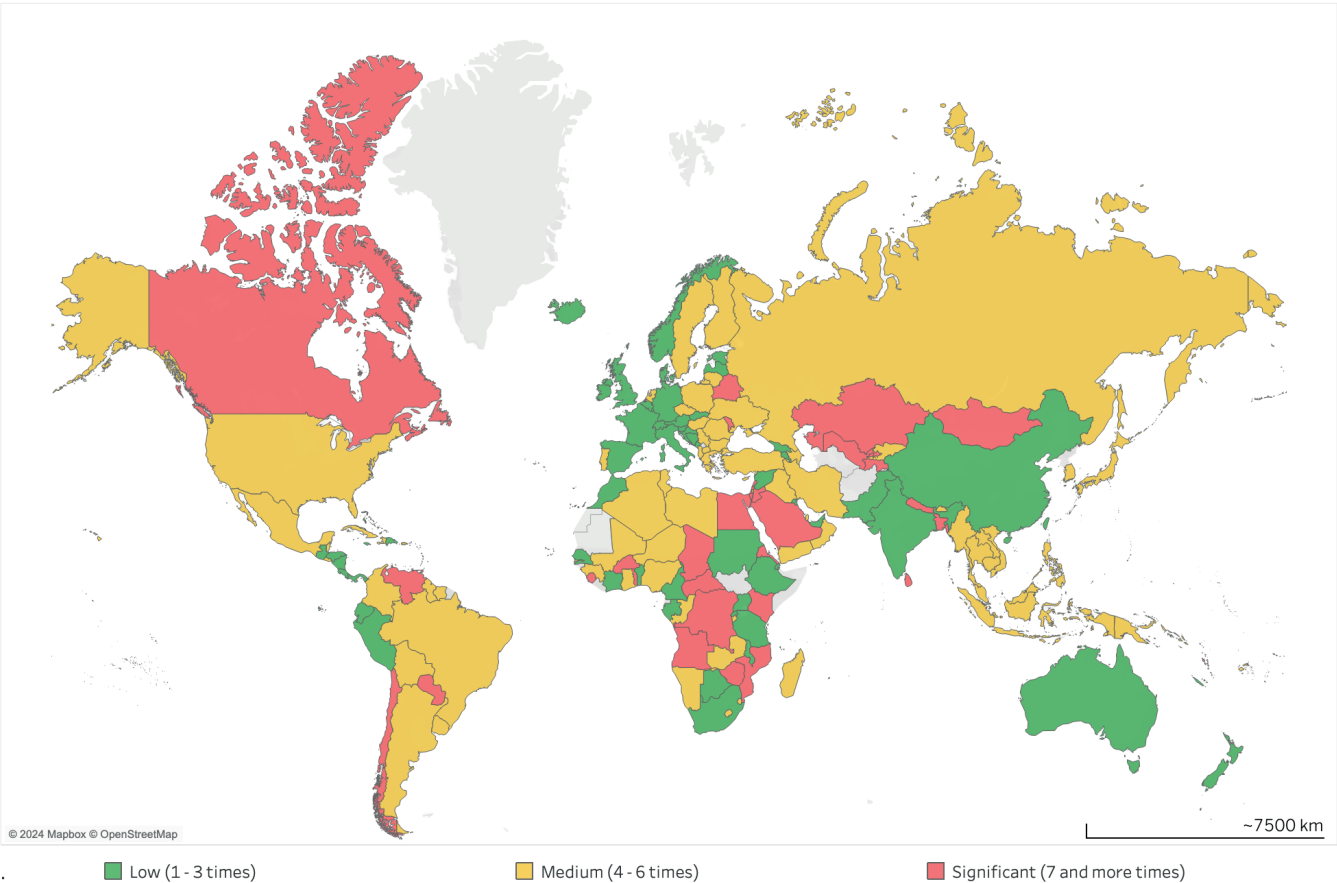 ~7500 km
© 2024 Mapbox © OpenStreetMap
. Low (1 - 3 times) Medium (4 - 6 times) Significant (7 and more times)